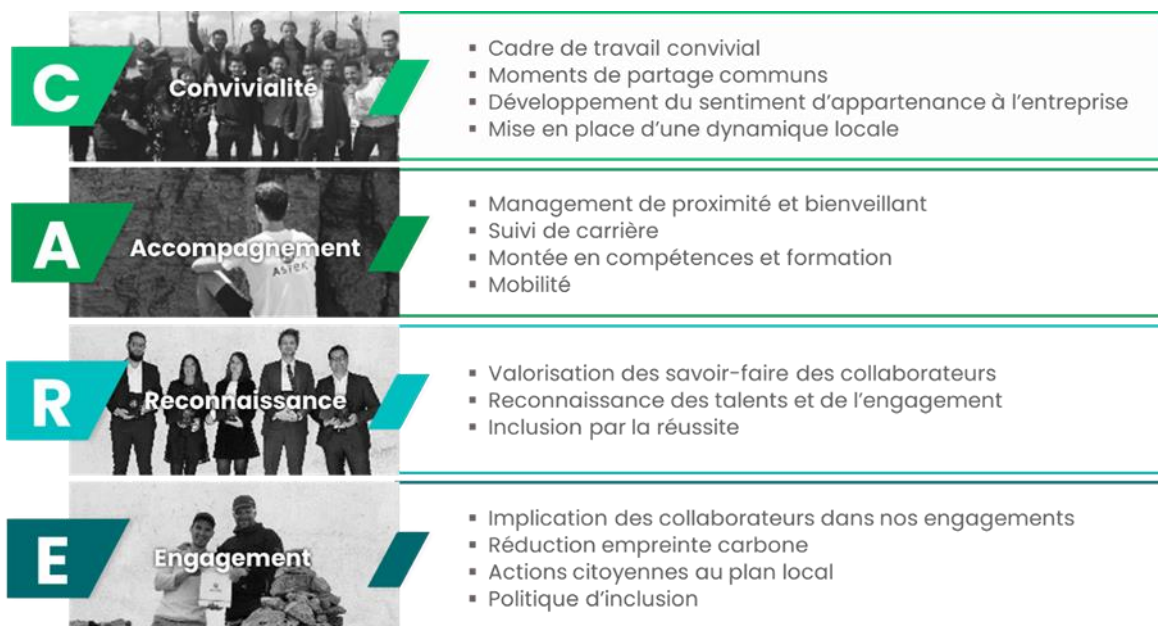 C
Convivialité
▪ Cadre de travail convivial
▪ Moments de partage communs
▪ Développement du sentiment d'appartenance à l'entreprise
▪ Mise en place d'une dynamique locale
A
Accompagnement
ASTEK
▪ Management de proximité et bienveillant
▪ Suivi de carrière
▪ Montée en compétences et formation
▪ Mobilité
R
Reconnaissance
▪ Valorisation des savoir-faire des collaborateurs
▪ Reconnaissance des talents et de l'engagement
▪ Inclusion par la réussite
E
Engagement
▪ Implication des collaborateurs dans nos engagements
▪ Réduction empreinte carbone
▪ Actions citoyennes au plan local
▪ Politique d'inclusion